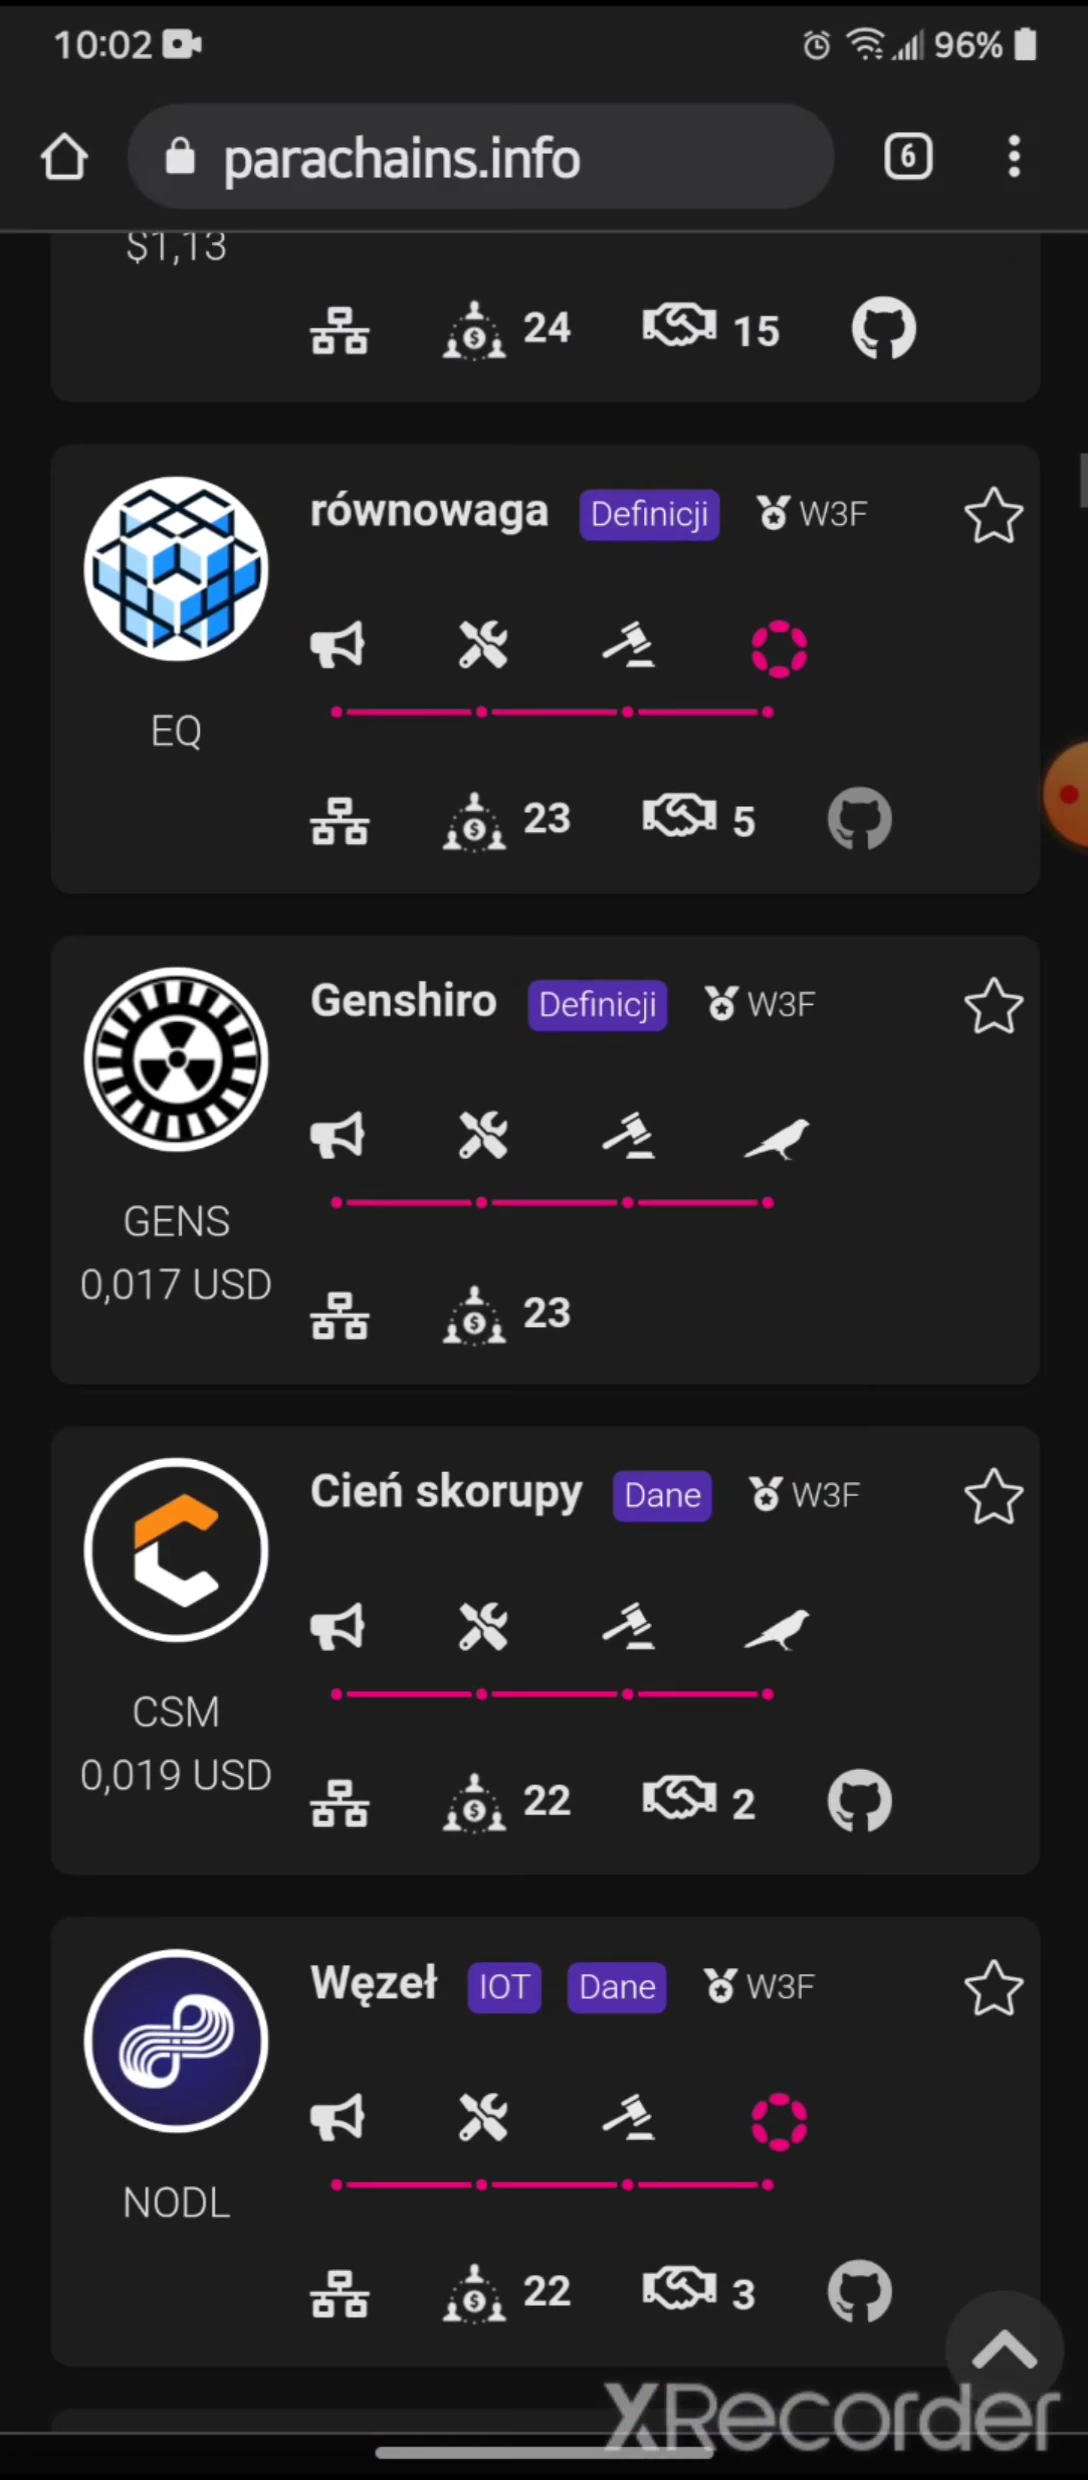 10:02 96%
parachains.info 6
$1,13
24 15
równowaga Definicji W3F
EQ
23 5
Genshiro Definicji W3F
GENS
0,017 USD
23
Cień skorupy Dane W3F
CSM
0,019 USD
22 2
Węzeł IOT Dane W3F
NODL
22 3
XRecorder